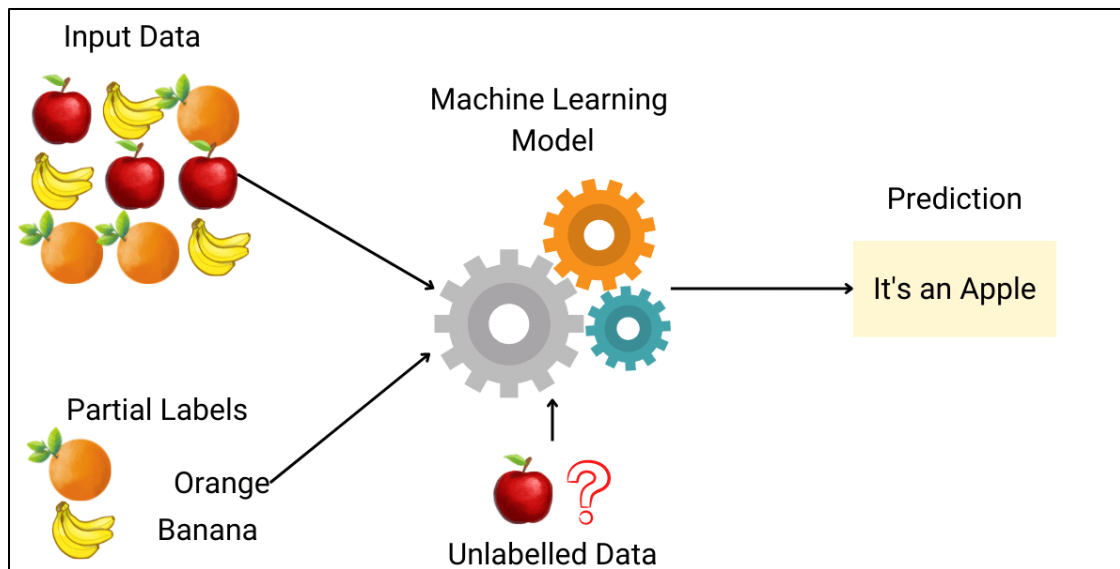 Input Data
Machine Learning
Model
Prediction
It's an Apple
Partial Labels
Orange
Banana
?
Unlabelled Data